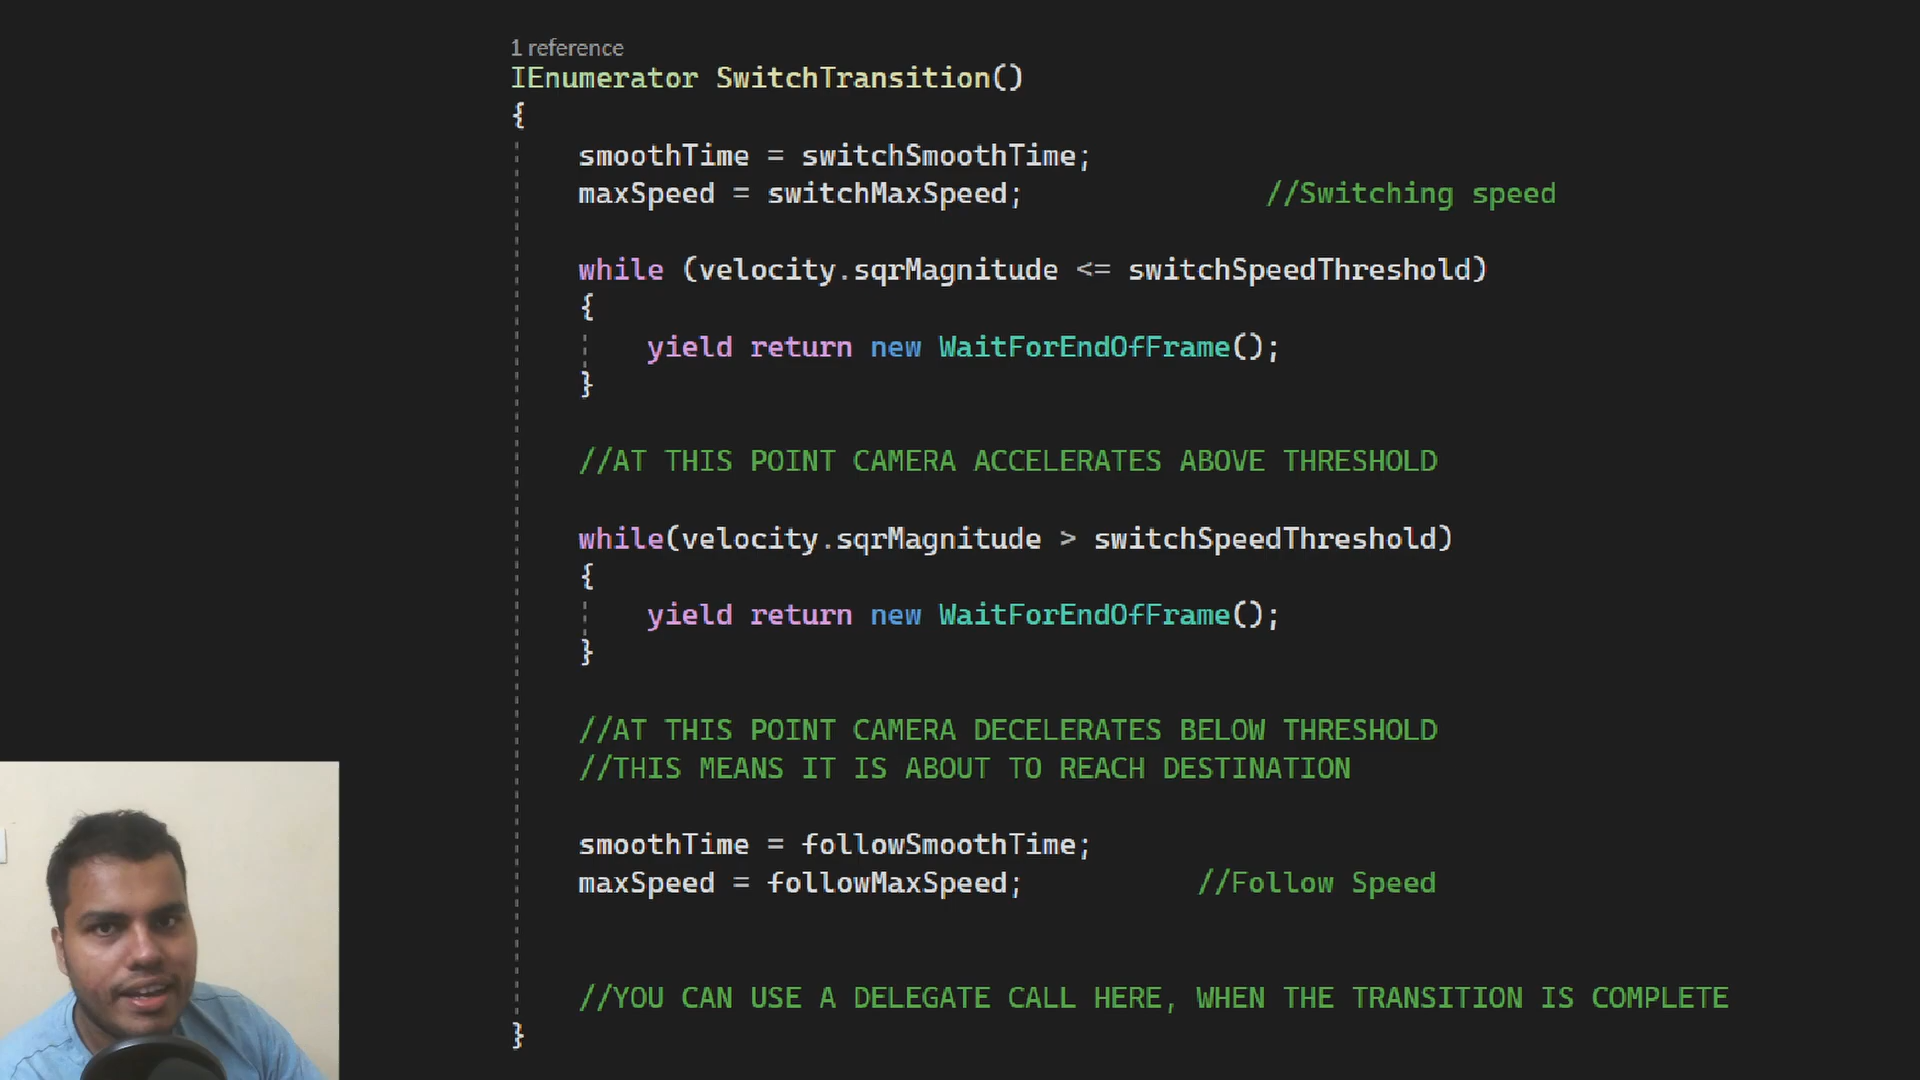 1 reference
IEnumerator SwitchTransition()
{
smoothTime = switchSmoothTime;
maxSpeed = switchMaxSpeed; //Switching speed
while (velocity.sqrMagnitude <= switchSpeedThreshold)
{
yield return new WaitForEndOfFrame();
}
//AT THIS POINT CAMERA ACCELERATES ABOVE THRESHOLD
while(velocity.sqrMagnitude > switchSpeedThreshold)
{
yield return new WaitForEndOfFrame();
}
//AT THIS POINT CAMERA DECELERATES BELOW THRESHOLD
//THIS MEANS IT IS ABOUT TO REACH DESTINATION
smoothTime = followSmoothTime;
maxSpeed = followMaxSpeed; //Follow Speed
//YOU CAN USE A DELEGATE CALL HERE, WHEN THE TRANSITION IS COMPLETE
}